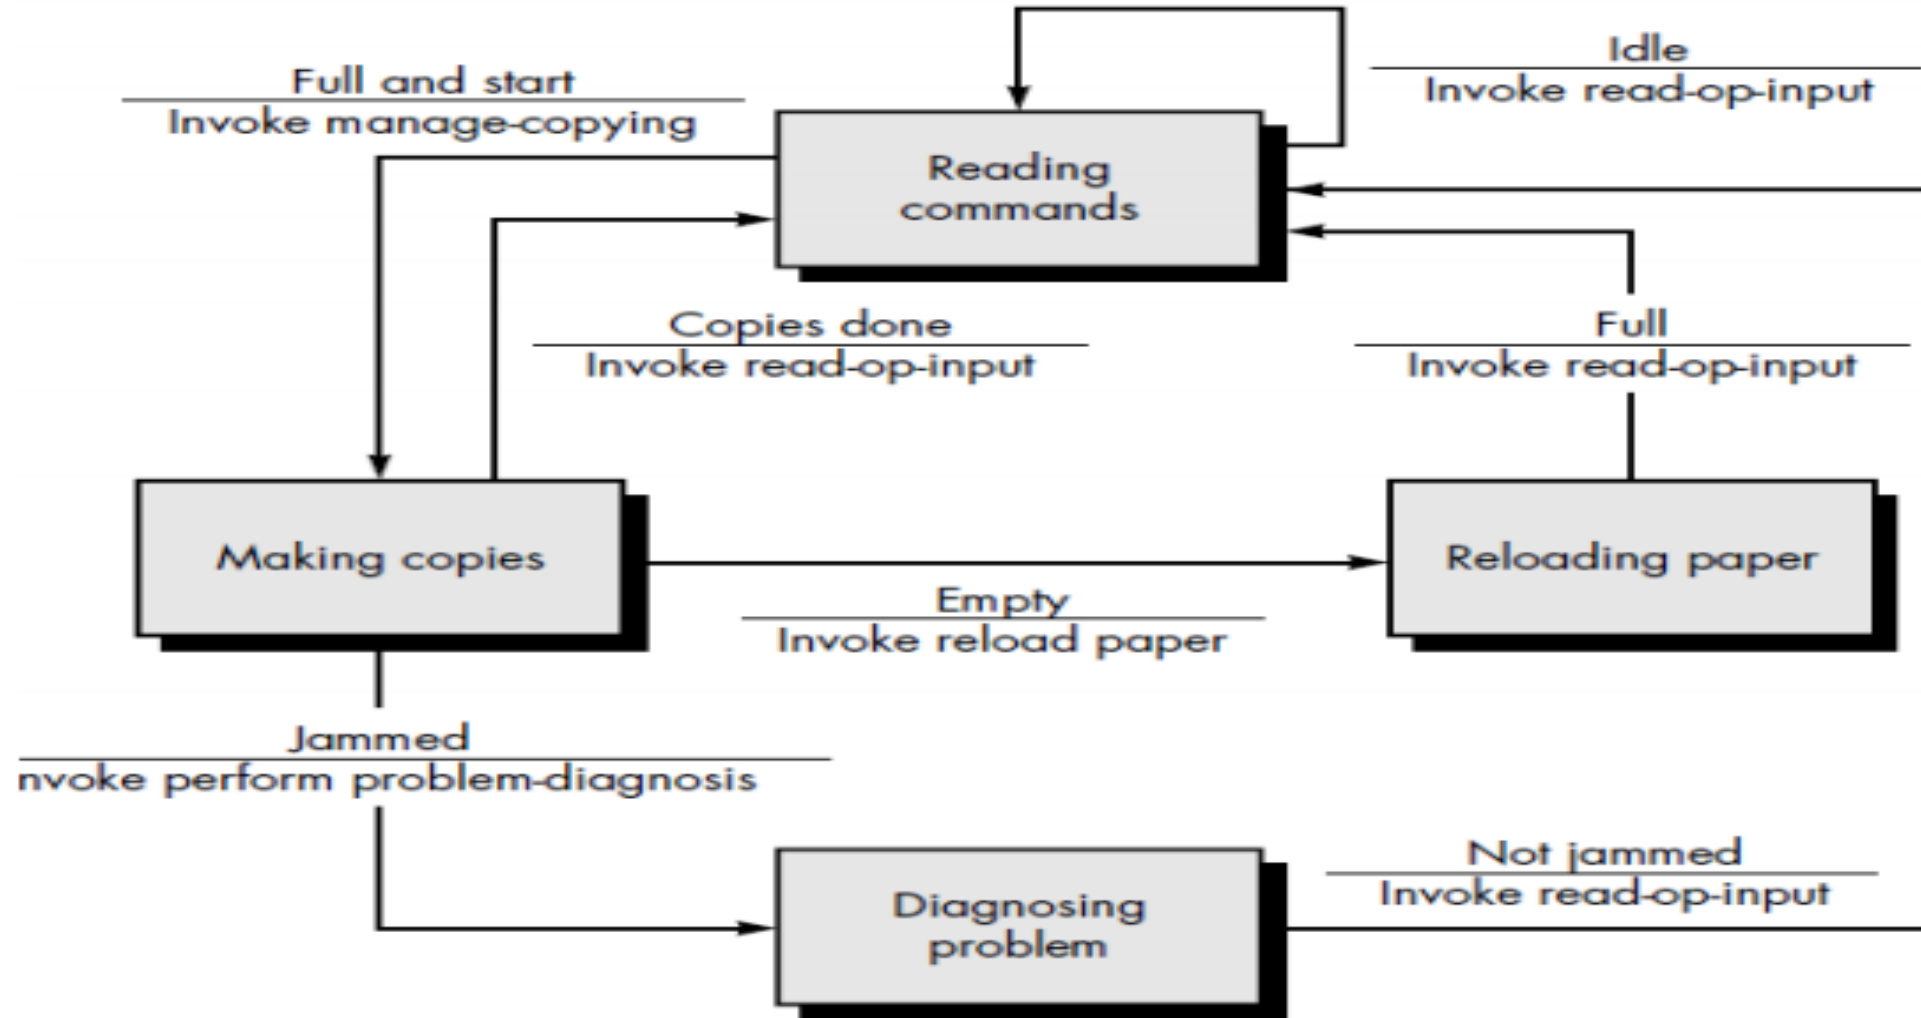 Idle
Invoke read-op-input
Full and start
Invoke manage-copying
Reading
commands
Copies done
Invoke read-op-input
Full
Invoke read-op-input
Making copies
Reloading paper
Empty
Invoke reload paper
Jammed
nvoke perform problem-diagnosis
Not jammed
Invoke read-op-input
Diagnosing
problem